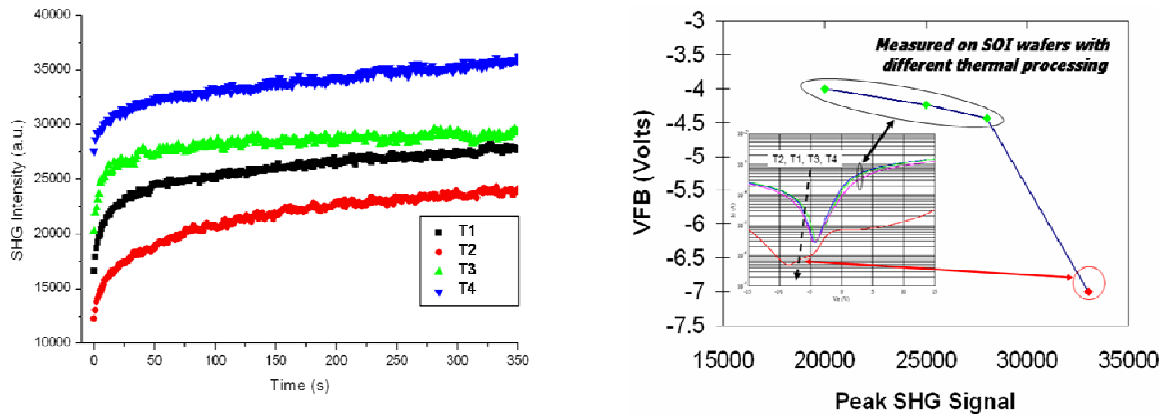 40000
35000
30000
25000
20000
15000
10000
SHG Intensity (a.u.)
T1
T2
T3
T4
0
50
100
150
200
250
300
350
Time (s)
-3
-3.5
-4
-4.5
-5
-5.5
-6
-6.5
-7
-7.5
VFB (Volts)
Measured on SOI wafers with
different thermal processing
T2, T1, T3, T4
15000
20000
25000
30000
35000
Peak SHG Signal